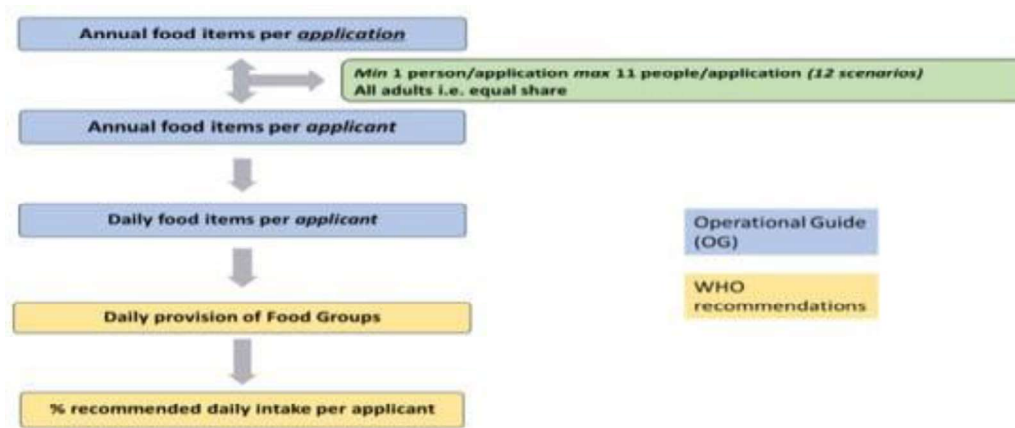 Annual food items per application
Min 1 person/application max 11 people/application (12 scenarios)
All adults i.e. equal share
Annual food items per applicant
Daily food items per applicant
Operational Guide
(OG)
WHO
recommendations
Daily provision of Food Groups
% recommended daily intake per applicant